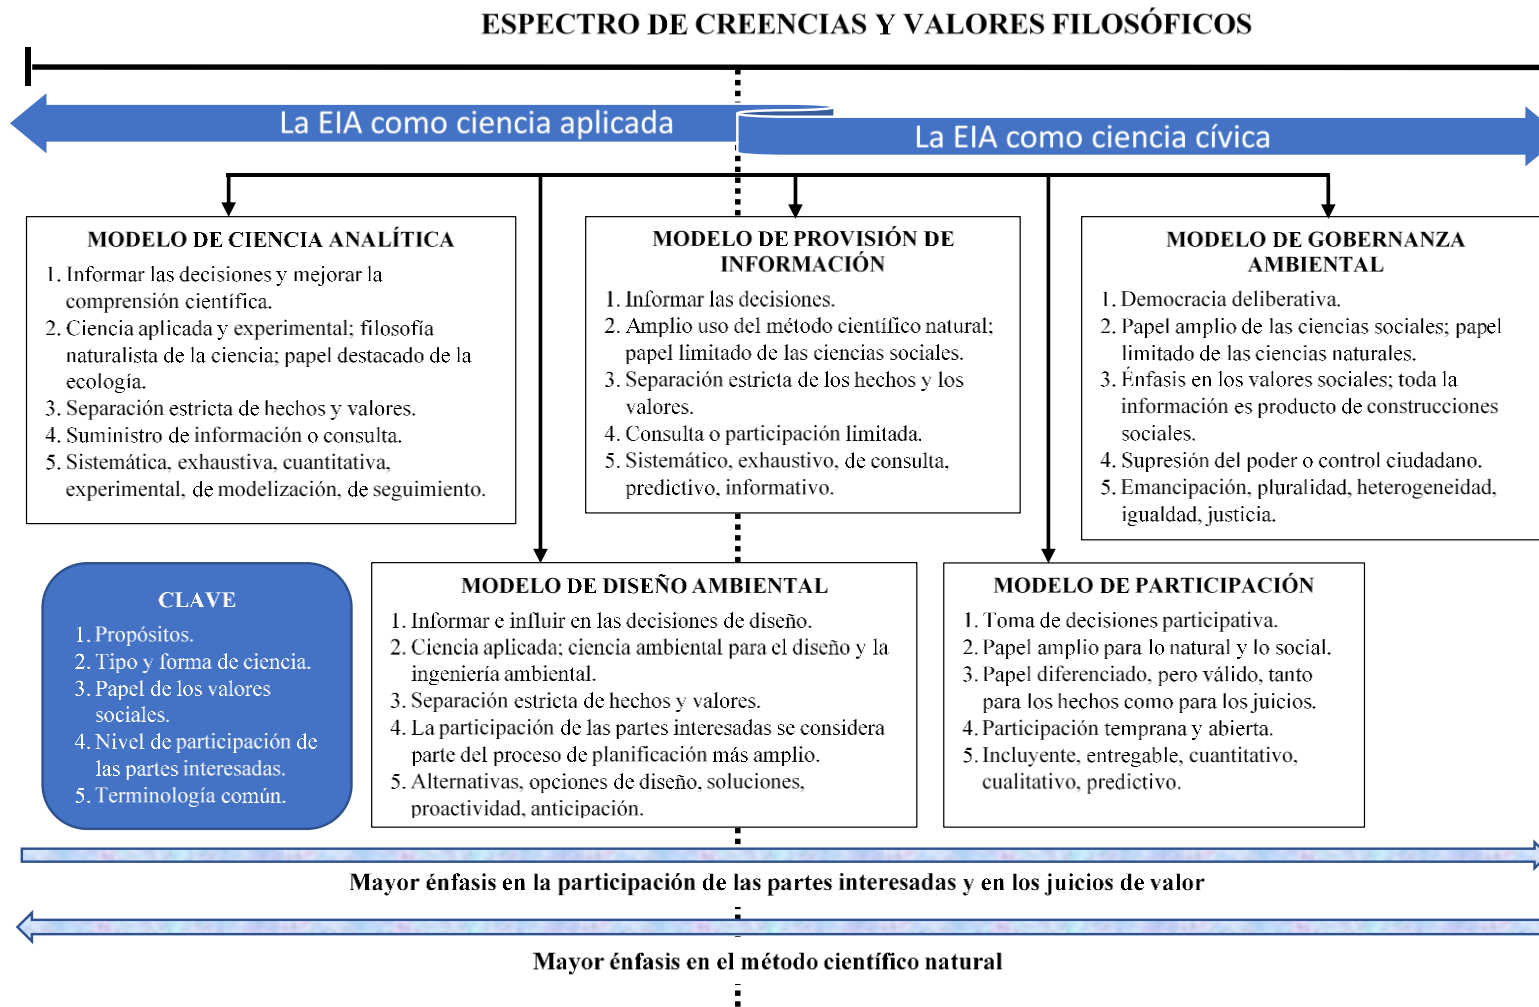 ESPECTRO DE CREENCIAS Y VALORES FILOSÓFICOS
La EIA como ciencia aplicada
La EIA como ciencia cívica
MODELO DE CIENCIA ANALÍTICA
1. Informar las decisiones y mejorar la
comprensión científica.
2. Ciencia aplicada y experimental; filosofía
naturalista de la ciencia; papel destacado de la
ecología.
3. Separación estricta de hechos y valores.
4. Suministro de información o consulta.
5. Sistemática, exhaustiva, cuantitativa,
experimental, de modelización, de seguimiento.
MODELO DE PROVISIÓN DE
INFORMACIÓN
1. Informar las decisiones.
2. Amplio uso del método científico natural;
papel limitado de las ciencias sociales.
3. Separación estricta de los hechos y los
valores.
4. Consulta o participación limitada.
5. Sistemático, exhaustivo, de consulta,
predictivo, informativo.
MODELO DE GOBERNANZA
AMBIENTAL
1. Democracia deliberativa.
2. Papel amplio de las ciencias sociales; papel
limitado de las ciencias naturales.
3. Énfasis en los valores sociales; toda la
información es producto de construcciones
sociales.
4. Supresión del poder o control ciudadano.
5. Emancipación, pluralidad, heterogeneidad,
igualdad, justicia.
CLAVE
1. Propósitos.
2. Tipo y forma de ciencia.
3. Papel de los valores
sociales.
4. Nivel de participación de
las partes interesadas.
5. Terminología común.
MODELO DE DISEÑO AMBIENTAL
1. Informar e influir en las decisiones de diseño.
2. Ciencia aplicada; ciencia ambiental para el diseño y la
ingeniería ambiental.
3. Separación estricta de hechos y valores.
4. La participación de las partes interesadas se considera
parte del proceso de planificación más amplio.
5. Alternativas, opciones de diseño, soluciones,
proactividad, anticipación.
MODELO DE PARTICIPACIÓN
1. Toma de decisiones participativa.
2. Papel amplio para lo natural y lo social.
3. Papel diferenciado, pero válido, tanto
para los hechos como para los juicios.
4. Participación temprana y abierta.
5. Incluyente, entregable, cuantitativo,
cualitativo, predictivo.
Mayor énfasis en la participación de las partes interesadas y en los juicios de valor
Mayor énfasis en el método científico natural